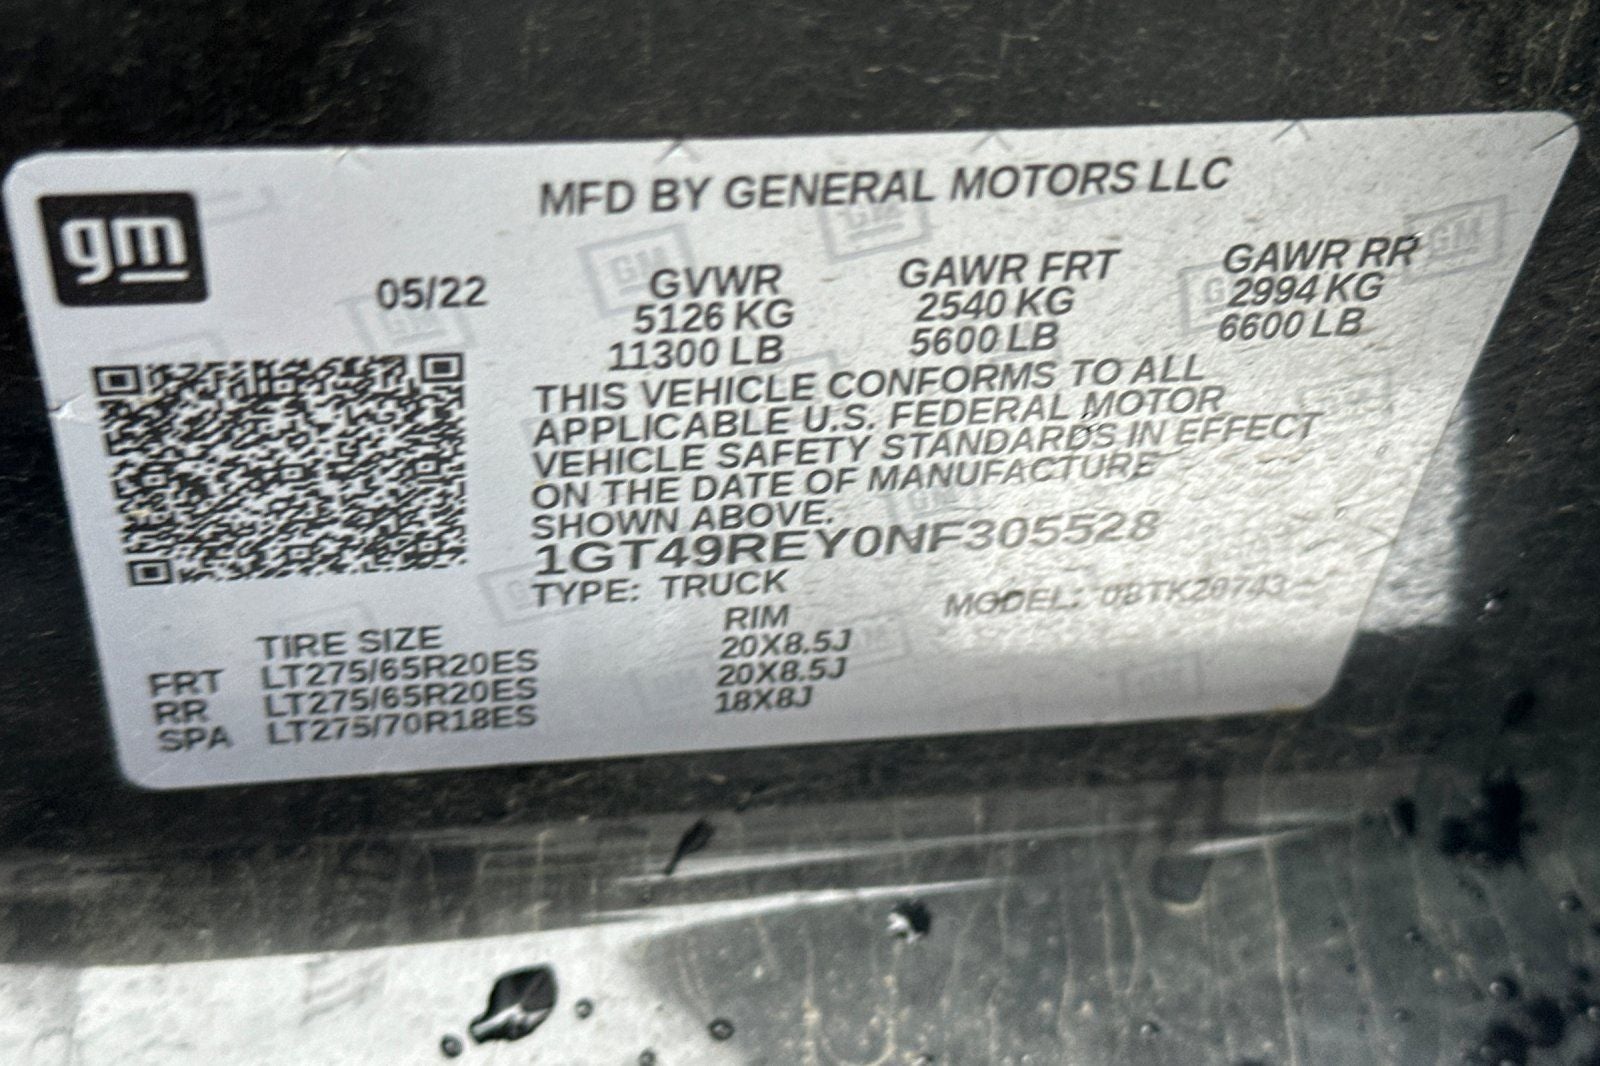 gm
MFD BY GENERAL MOTORS LLC
05/22
GVWR GAWR FRT GAWR RR
5126 KG 2540 KG 2994 KG
11300 LB 5600 LB 6600 LB
THIS VEHICLE CONFORMS TO ALL
APPLICABLE U.S. FEDERAL MOTOR
VEHICLE SAFETY STANDARDS IN EFFECT
ON THE DATE OF MANUFACTURE
SHOWN ABOVE.
1GT49REY0NF305528
TYPE: TRUCK MODEL:
TIRE SIZE RIM
FRT LT275/65R20ES 20X8.5J
RR LT275/65R20ES 20X8.5J
SPA LT275/70R18ES 18X8J